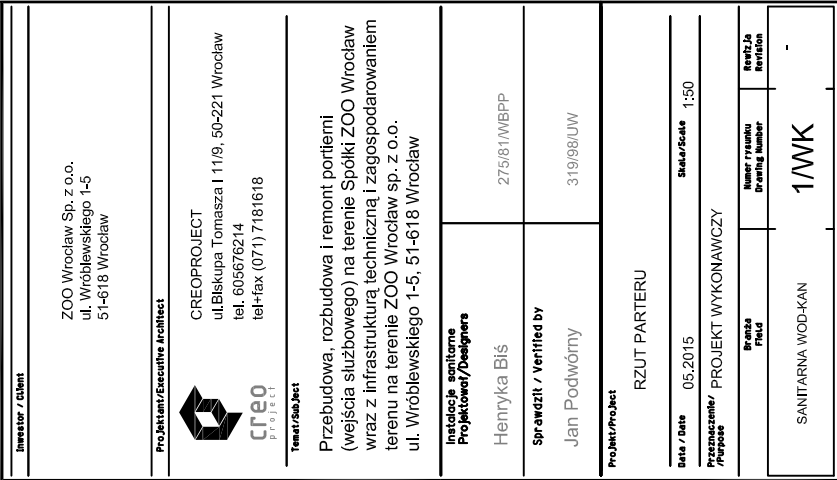 Inwestor / Client
ZOO Wrocław Sp. z o.o.
ul. Wróblewskiego 1-5
51-618 Wrocław
Projektant/Executive Architect
creo
project
CREOPROJECT
ul.Biskupa Tomasza I 11/9, 50-221 Wrocław
tel. 605676214
tel+fax (071) 7181618
Temat/Subject
Przebudowa, rozbudowa i remont portierni
(wejścia służbowego) na terenie Spółki ZOO Wrocław
wraz z infrastrukturą techniczną i zagospodarowaniem
terenu na terenie ZOO Wrocław sp. z o.o.
ul. Wróblewskiego 1-5, 51-618 Wrocław
Instalacje sanitarne
Projektował/Designers
Henryka Biś 275/81/WBPP
Sprawdził / Verified by
Jan Podwórny 319/98/UW
Projekt/Project
RZUT PARTERU
Data / Date 05.2015 Skala/Scale 1:50
Przeznaczenie/
/Purpose PROJEKT WYKONAWCZY
Branża
Field
Numer rysunku
Drawing Number
Rewizja
Revision
SANITARNA WOD-KAN 1/WK -